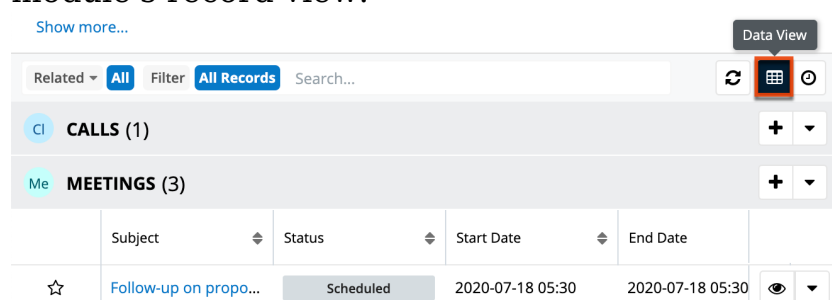 Show more...
Data View
Related All Filter All Records Search...
Cl CALLS (1)
Me MEETINGS (3)
Subject Status Start Date End Date
Follow-up on propo... Scheduled 2020-07-18 05:30 2020-07-18 05:30